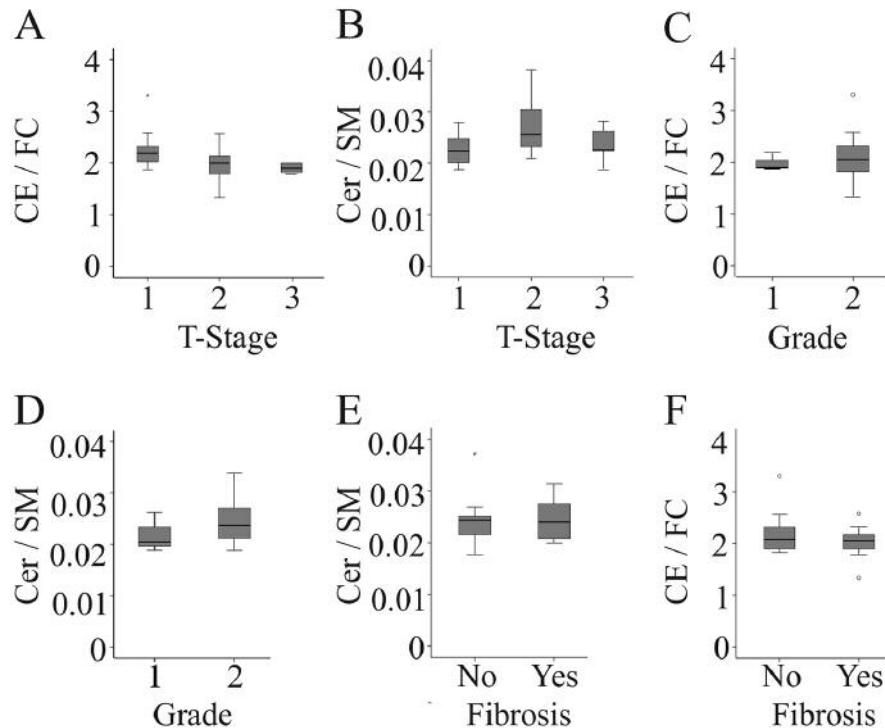 A
CE / FC
4
3
2
1
0
1 2 3
T-Stage
B
Cer / SM
0.04
0.03
0.02
0.01
0
1 2 3
T-Stage
C
CE / FC
4
3
2
1
0
1 2
Grade
D
Cer / SM
0.04
0.03
0.02
0.01
0
1 2
Grade
E
Cer / SM
0.04
0.03
0.02
0.01
0
No Yes
Fibrosis
F
CE / FC
4
3
2
1
0
No Yes
Fibrosis